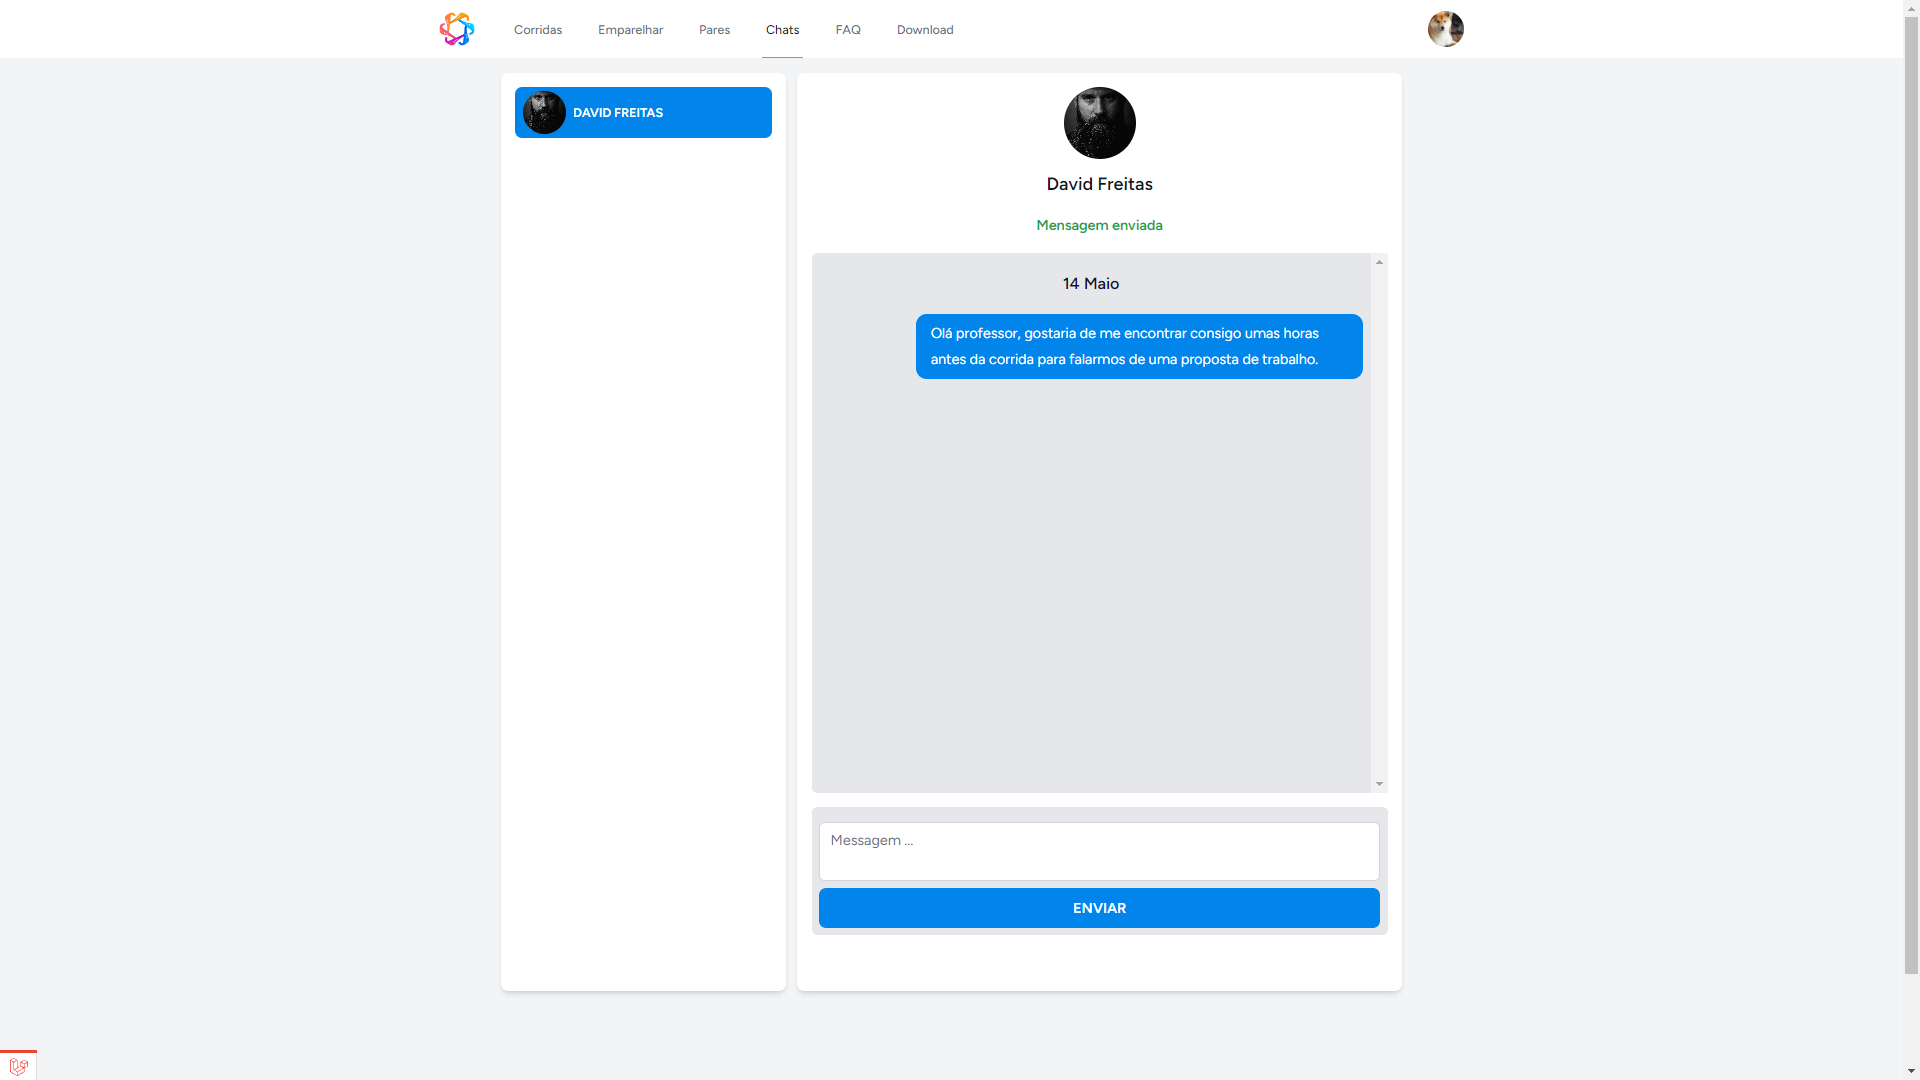 Corridas
Emparelhar
Pares
Chats
FAQ
Download
DAVID FREITAS
David Freitas
Mensagem enviada
14 Maio
Olá professor, gostaria de me encontrar consigo umas horas
antes da corrida para falarmos de uma proposta de trabalho.
Messagem ...
ENVIAR